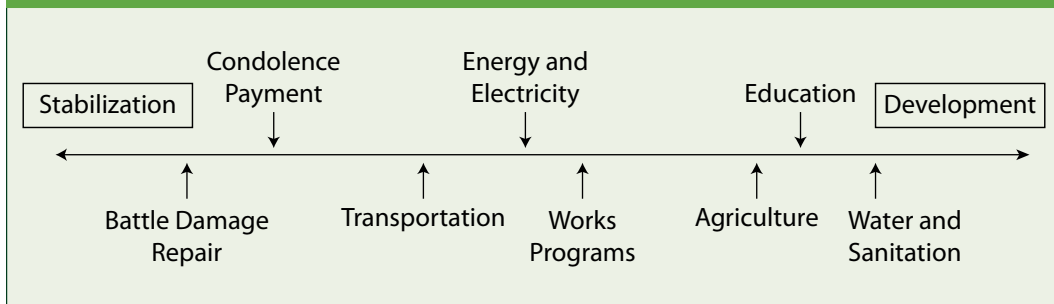 Condolence
Payment
Energy and
Electricity
Stabilization
Education
Development
Battle Damage
Repair
Transportation
Works
Programs
Agriculture
Water and
Sanitation